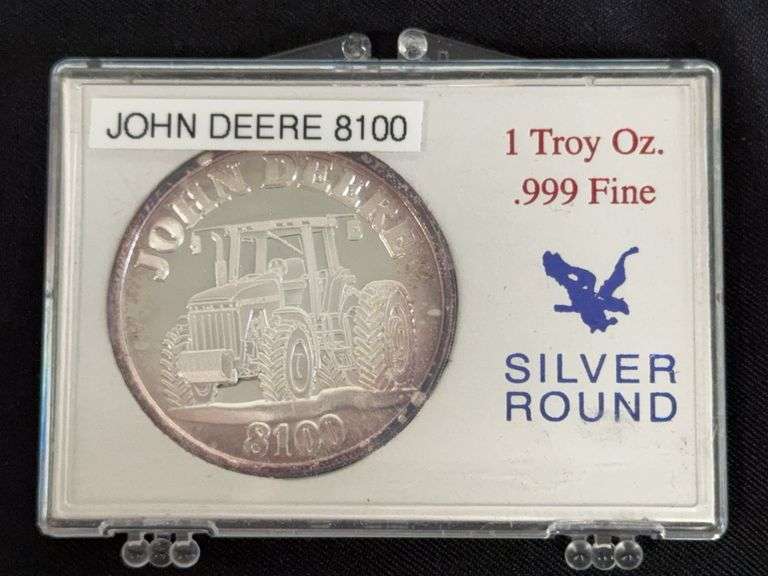 JOHN DEERE 8100
1 Troy Oz.
.999 Fine
JOHN DEERE
8100
SILVER
ROUND